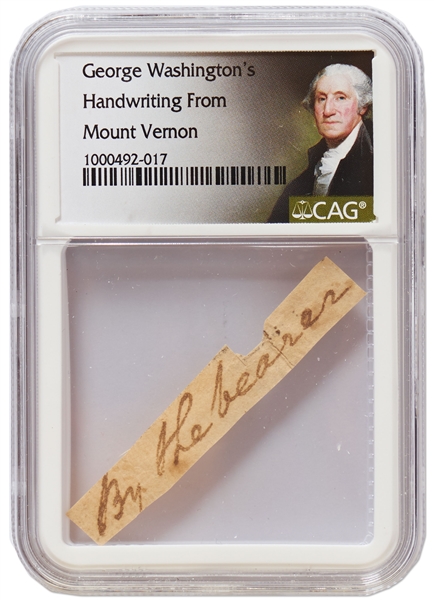 George Washington's
Handwriting From
Mount Vernon
1000492-017
CAG®
By the bearer